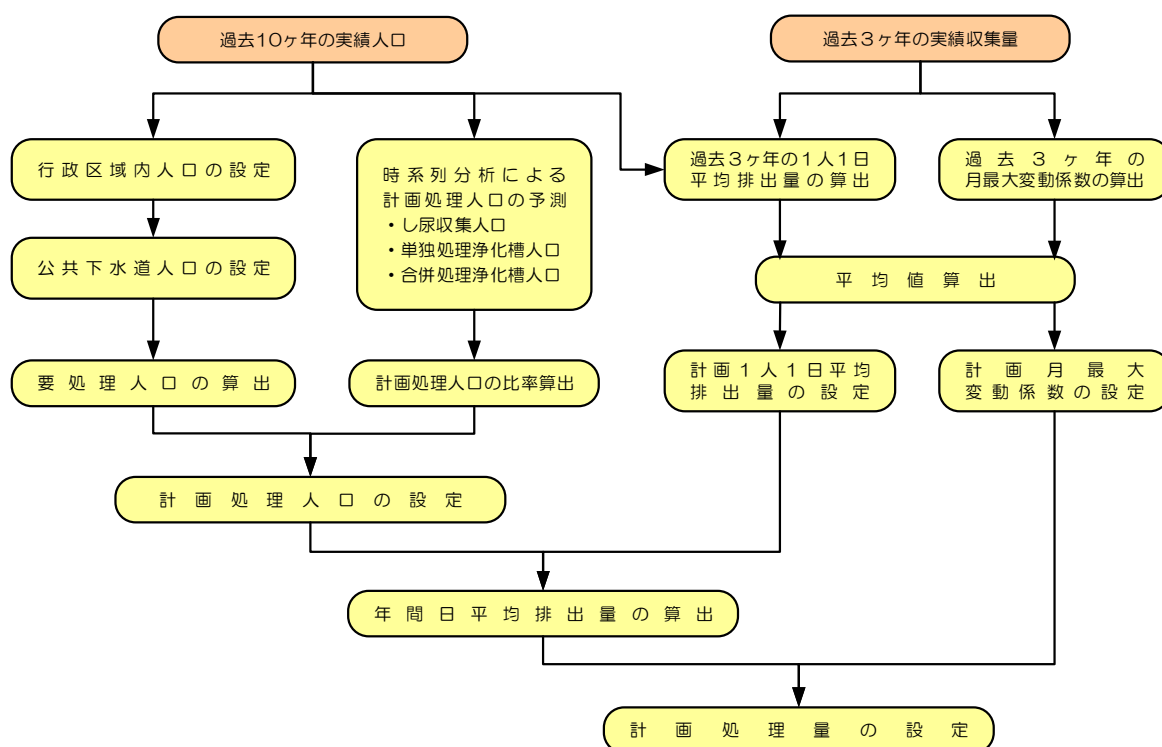 過去10ヶ年の実績人口
過去3ヶ年の実績収集量
行政区域内人口の設定
時系列分析による
計画処理人口の予測
・し尿収集人口
・単独処理浄化槽人口
・合併処理浄化槽人口
過去3ヶ年の1人1日
平均排出量の算出
過去3ヶ年の
月最大変動係数の算出
公共下水道人口の設定
平均値算出
要処理人口の算出
計画処理人口の比率算出
計画1人1日平均
排出量の設定
計画月最大
変動係数の設定
計画処理人口の設定
年間日平均排出量の算出
計画処理量の設定